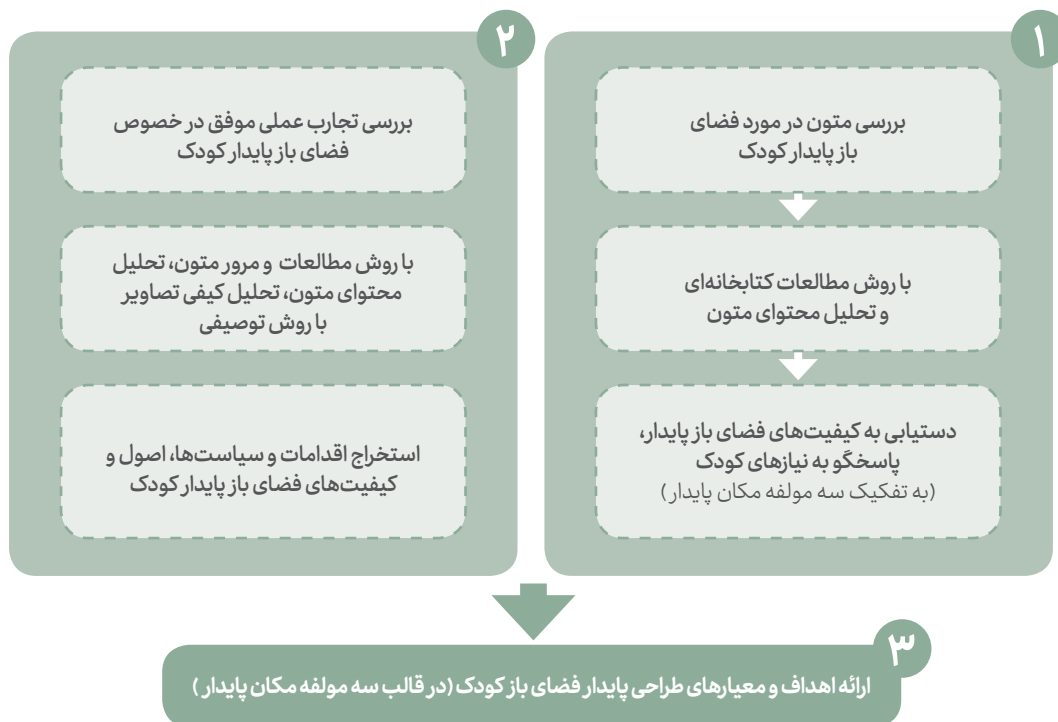 ۱
بررسی متون در مورد فضای
باز پایدار کودک
با روش مطالعات کتابخانه‌ای
و تحلیل محتوای متون
دستیابی به کیفیت‌های فضای باز پایدار،
پاسخگو به نیازهای کودک
(به تفکیک سه مولفه مکان پایدار)
۲
بررسی تجارب عملی موفق در خصوص
فضای باز پایدار کودک
با روش مطالعات و مرور متون، تحلیل
محتوای متون، تحلیل کیفی تصاویر
با روش توصیفی
استخراج اقدامات و سیاست‌ها، اصول و
کیفیت‌های فضای باز پایدار کودک
۳
ارائه اهداف و معیارهای طراحی پایدار فضای باز کودک (در قالب سه مولفه مکان پایدار)